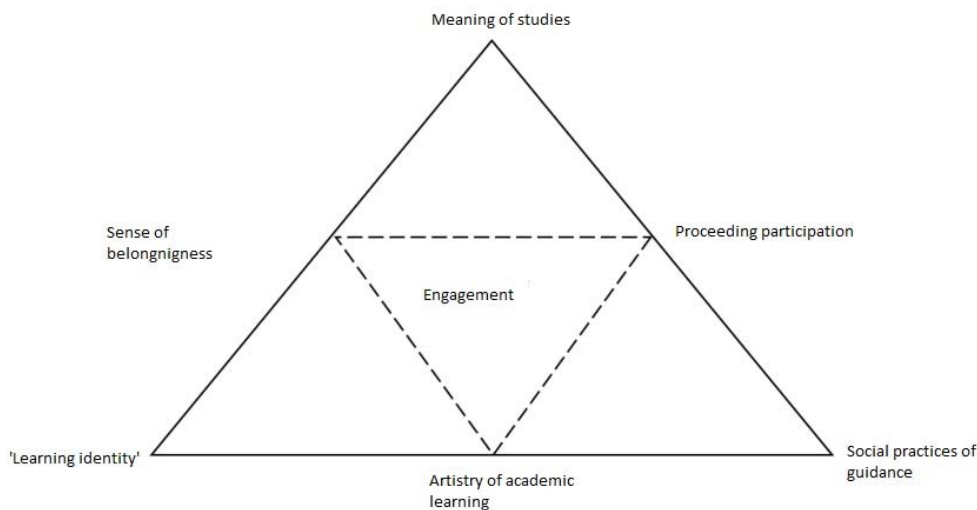 Meaning of studies
Sense of
belongnigness
Proceeding participation
Engagement
'Learning identity'
Artistry of academic
learning
Social practices of
guidance